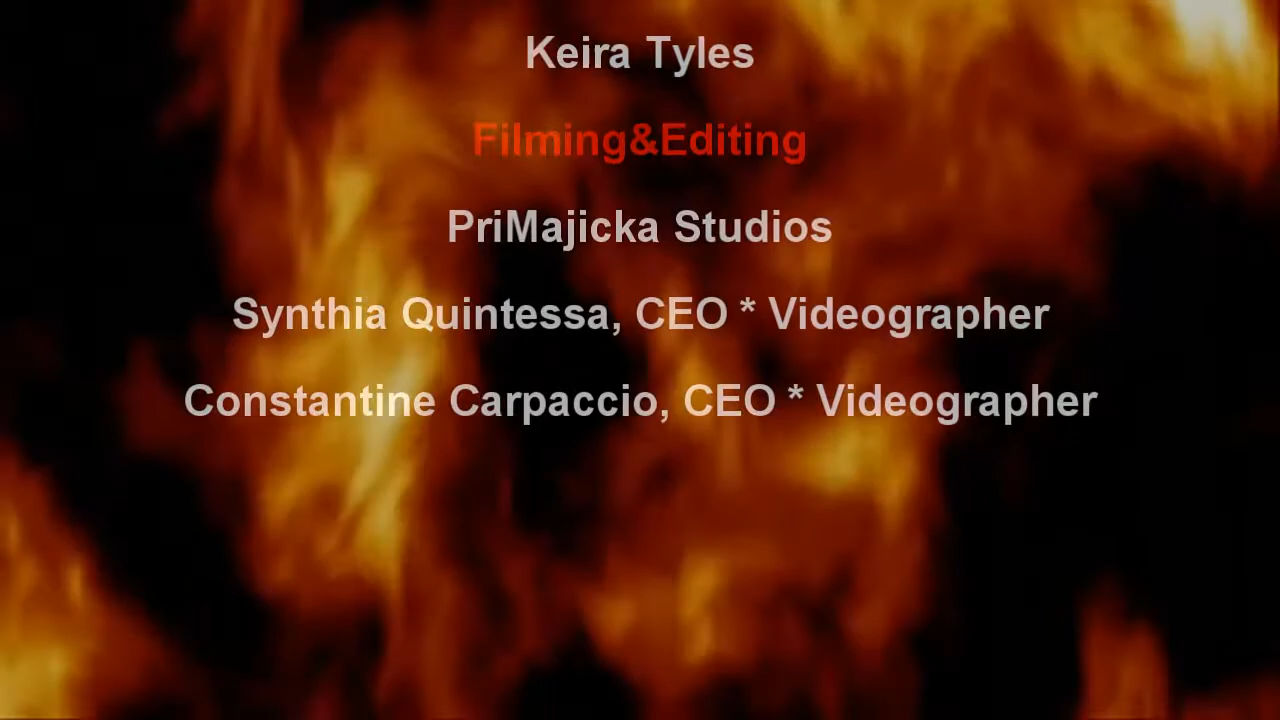 Keira Tyles
Filming&Editing
PriMajicka Studios
Synthia Quintessa, CEO * Videographer
Constantine Carpaccio, CEO * Videographer